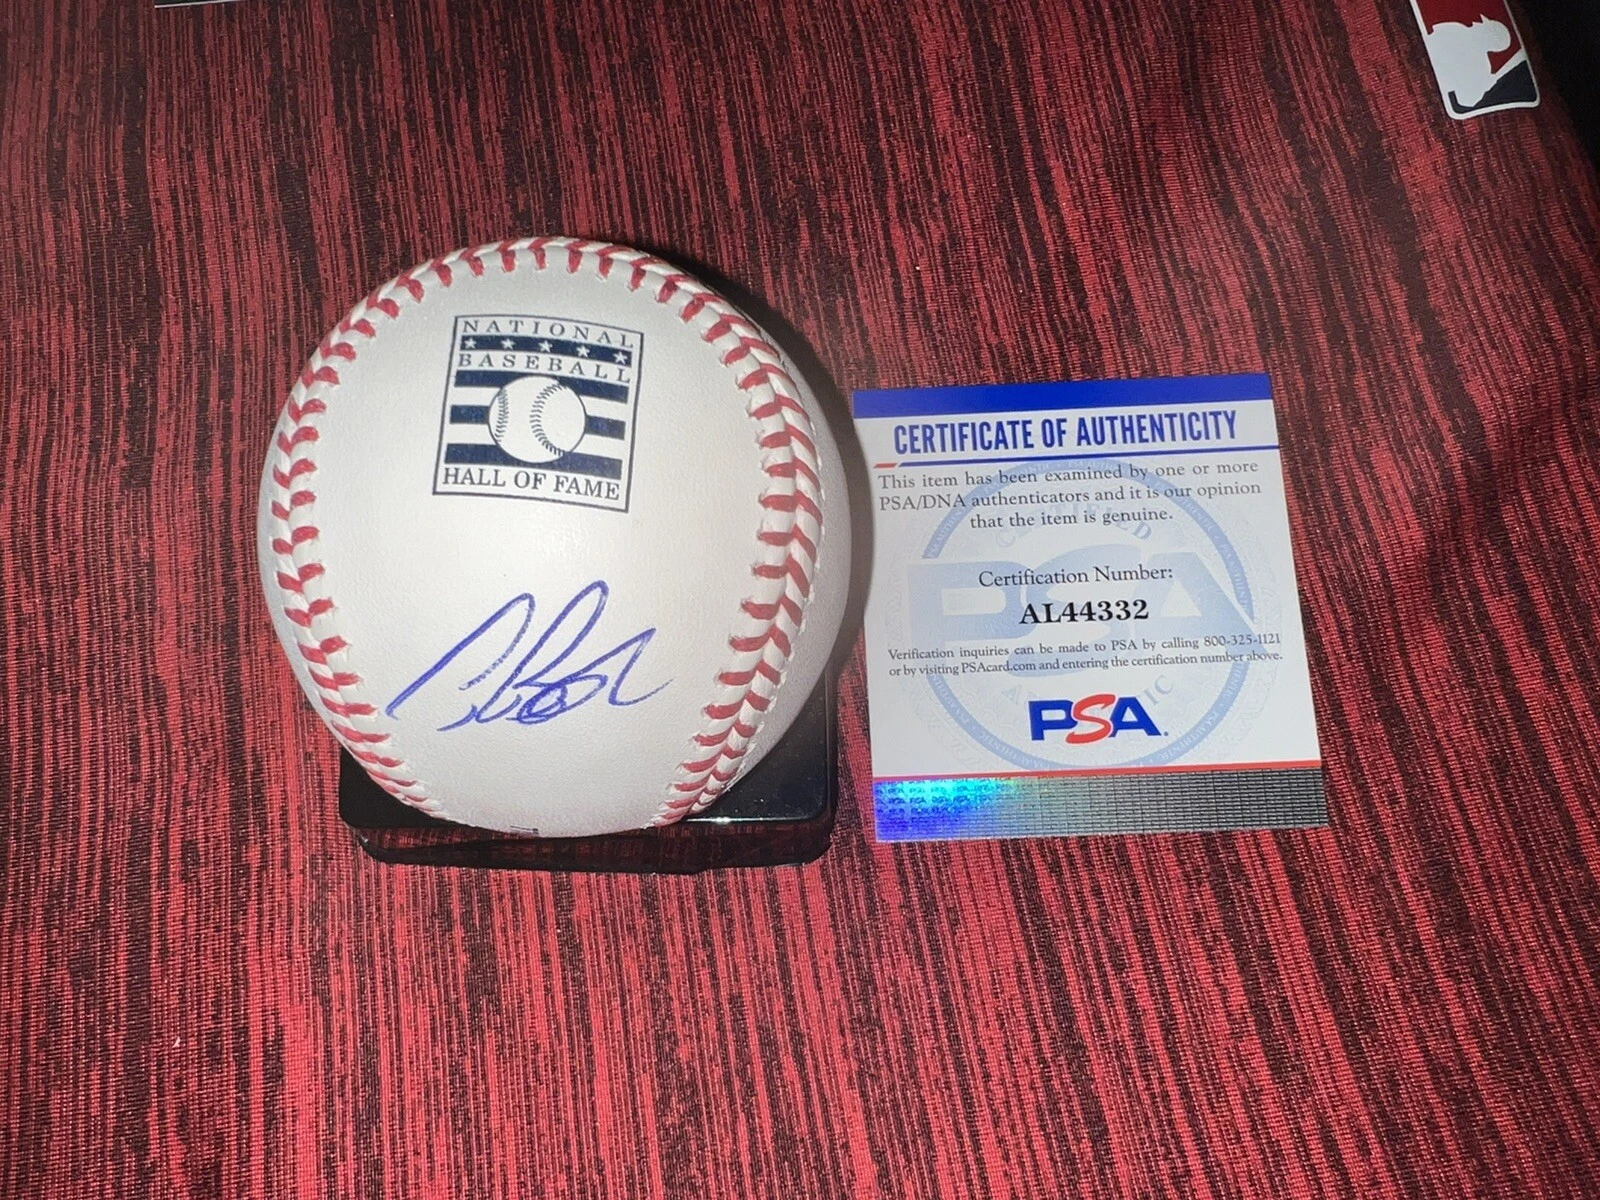 NATIONAL
BASEBALL
HALL OF FAME
CERTIFICATE OF AUTHENTICITY
This item has been examined by one or more
PSA/DNA authenticators and it is our opinion
that the item is genuine.
Certification Number:
AL44332
Verification inquiries can be made to PSA by calling 800-325-1121
or by visiting PSAcard.com and entering the certification number above.
PSA